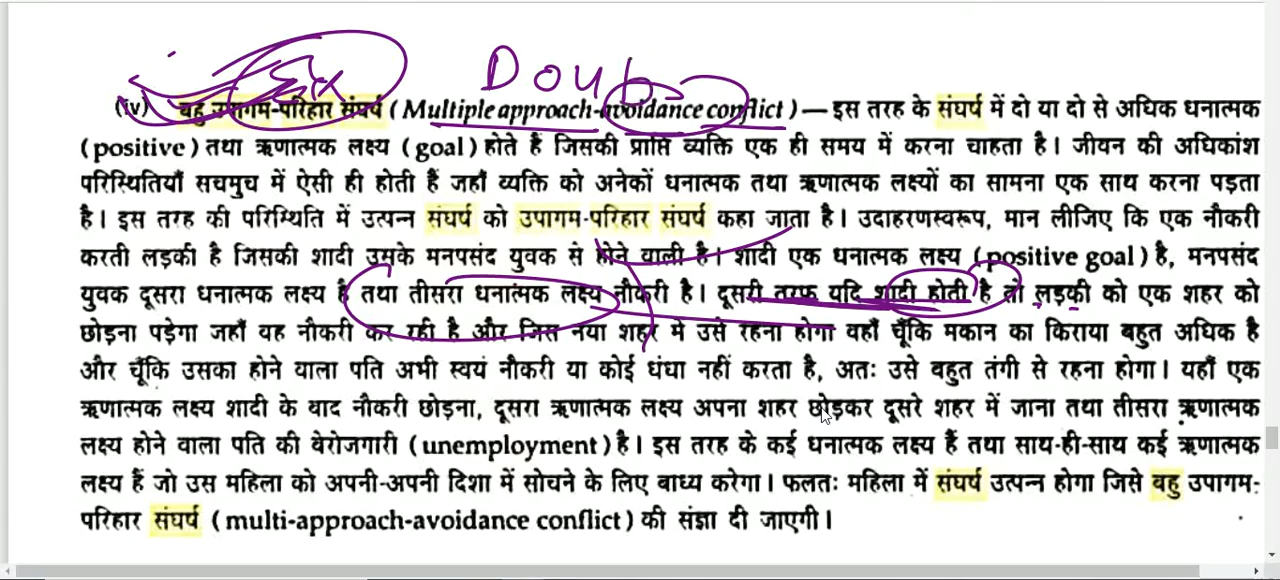 Doub
(iv) बहु उपागम-परिहार संघर्ष (Multiple approach-avoidance conflict) — इस तरह के संघर्ष में दो या दो से अधिक धनात्मक
(positive) तथा ऋणात्मक लक्ष्य (goal) होते हैं जिसकी प्राप्ति व्यक्ति एक ही समय में करना चाहता है। जीवन की अधिकांश
परिस्थितियाँ सचमुच में ऐसी ही होती हैं जहाँ व्यक्ति को अनेकों धनात्मक तथा ऋणात्मक लक्ष्यों का सामना एक साथ करना पड़ता
है। इस तरह की परिस्थिति में उत्पन्न संघर्ष को उपागम-परिहार संघर्ष कहा जाता है। उदाहरणस्वरूप, मान लीजिए कि एक नौकरी
करती लड़की है जिसकी शादी उसके मनपसंद युवक से होने वाली है। शादी एक धनात्मक लक्ष्य (positive goal) है, मनपसंद
युवक दूसरा धनात्मक लक्ष्य है तथा तीसरा धनात्मक लक्ष्य नौकरी है। दूसरी तरफ यदि शादी होती है तो लड़की को एक शहर को
छोड़ना पड़ेगा जहाँ वह नौकरी कर रही है और जिस नया शहर में उसे रहना होगा वहाँ चूँकि मकान का किराया बहुत अधिक है
और चूँकि उसका होने वाला पति अभी स्वयं नौकरी या कोई धंधा नहीं करता है, अतः उसे बहुत तंगी से रहना होगा। यहाँ एक
ऋणात्मक लक्ष्य शादी के बाद नौकरी छोड़ना, दूसरा ऋणात्मक लक्ष्य अपना शहर छोड़कर दूसरे शहर में जाना तथा तीसरा ऋणात्मक
लक्ष्य होने वाला पति की बेरोजगारी (unemployment) है। इस तरह के कई धनात्मक लक्ष्य हैं तथा साथ-ही-साथ कई ऋणात्मक
लक्ष्य हैं जो उस महिला को अपनी-अपनी दिशा में सोचने के लिए बाध्य करेगा। फलतः महिला में संघर्ष उत्पन्न होगा जिसे बहु उपागम-
परिहार संघर्ष (multi-approach-avoidance conflict) की संज्ञा दी जाएगी।